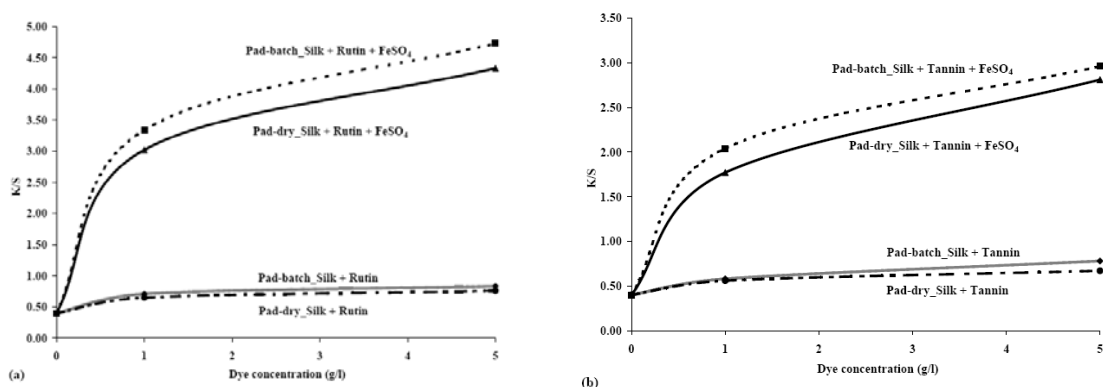 5.00
4.50
4.00
3.50
3.00
2.50
2.00
1.50
1.00
0.50
0.00
K/S
Pad-batch_Silk + Rutin + FeSO₄
Pad-dry_Silk + Rutin + FeSO₄
Pad-batch_Silk + Rutin
Pad-dry_Silk + Rutin
0 1 2 3 4 5
Dye concentration (g/l)
(a)
3.50
3.00
2.50
2.00
1.50
1.00
0.50
0.00
K/S
Pad-batch_Silk + Tannin + FeSO₄
Pad-dry_Silk + Tannin + FeSO₄
Pad-batch_Silk + Tannin
Pad-dry_Silk + Tannin
0 1 2 3 4 5
Dye concentration (g/l)
(b)